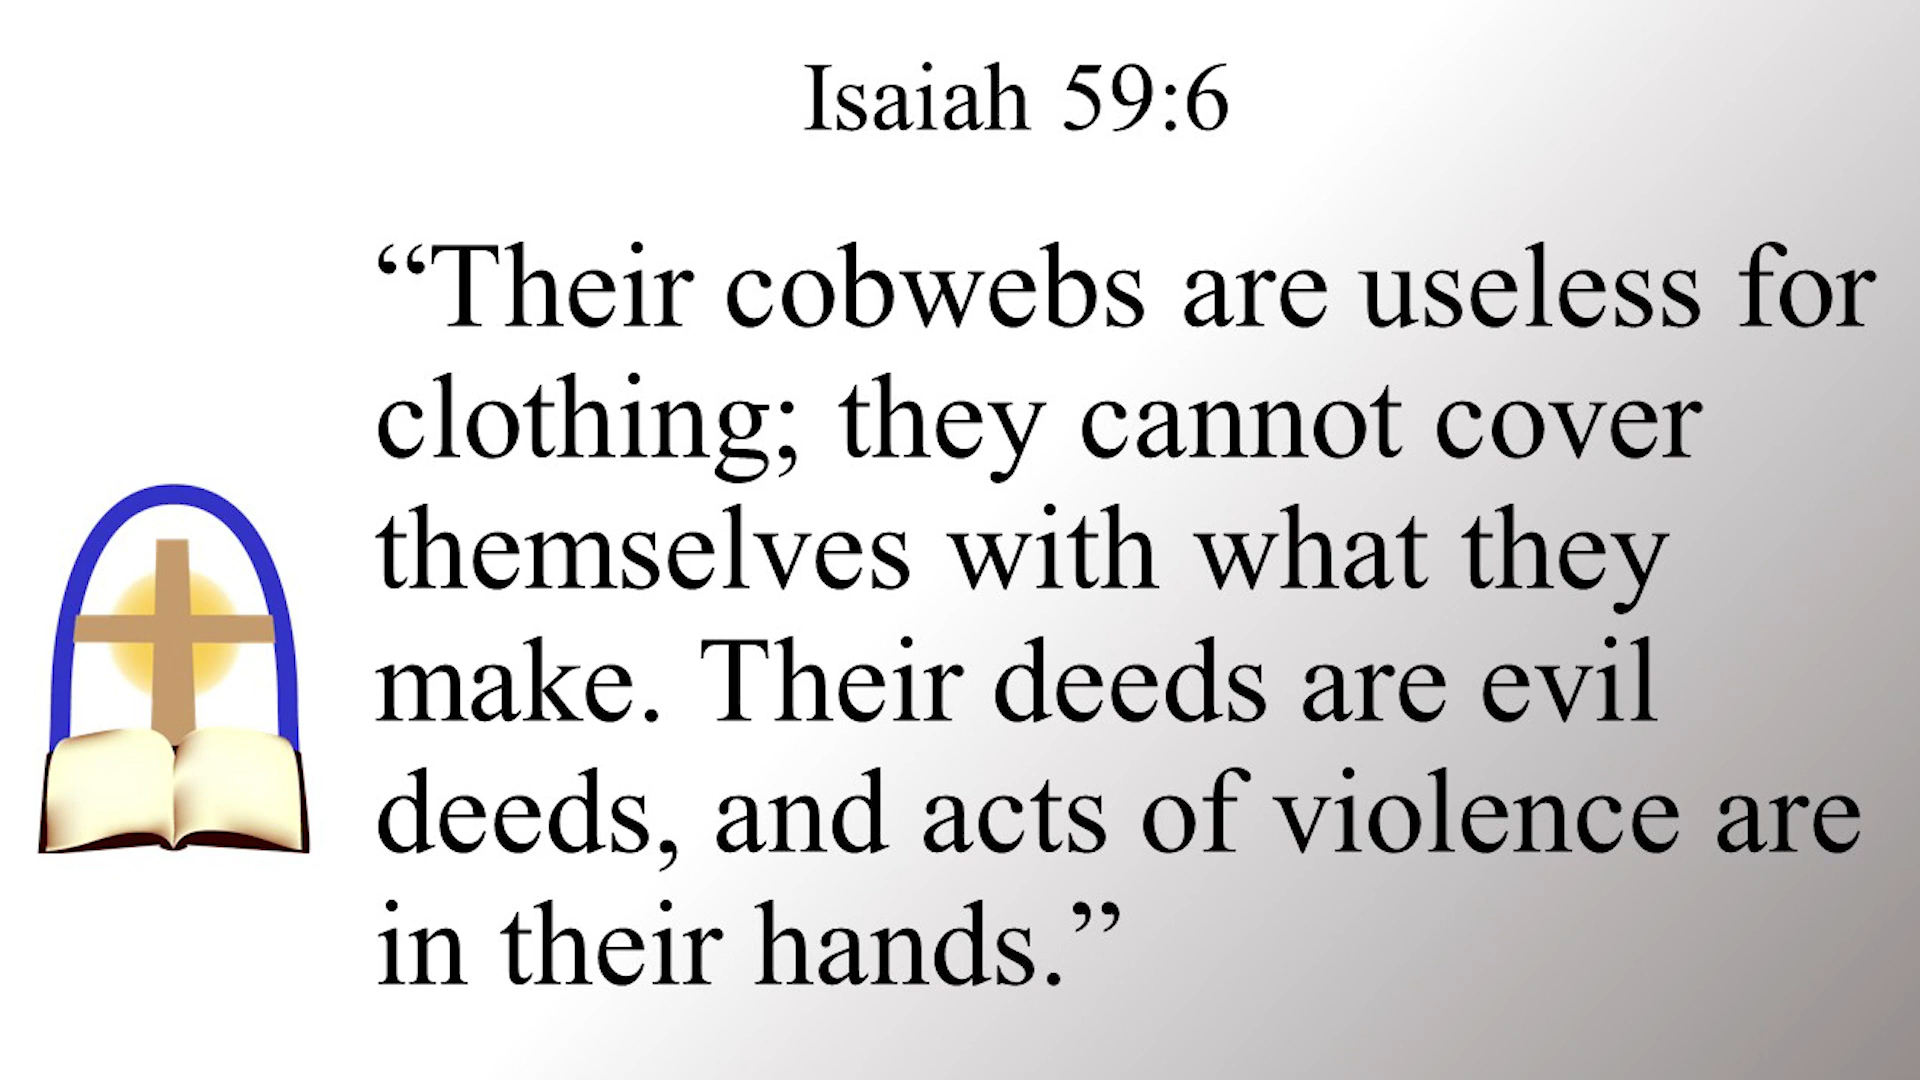 Isaiah 59:6
“Their cobwebs are useless for
clothing; they cannot cover
themselves with what they
make. Their deeds are evil
deeds, and acts of violence are
in their hands.”